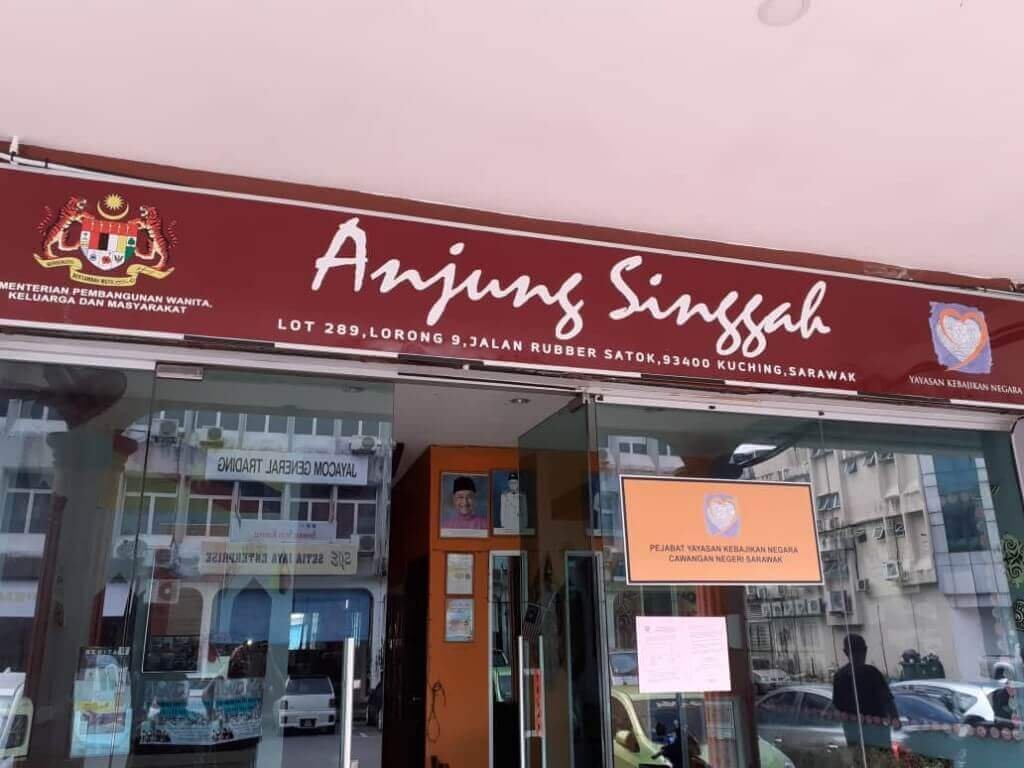 MENTERIAN PEMBANGUNAN WANITA,
KELUARGA DAN MASYARAKAT
Anjung Singgah
LOT 289,LORONG 9,JALAN RUBBER SATOK,93400 KUCHING,SARAWAK
YAYASAN KEBAJIKAN NEGARA
JAYACOM GENERAL TRADING
SETIA JAYA ENTERPRISE
PEJABAT YAYASAN KEBAJIKAN NEGARA
CAWANGAN NEGERI SARAWAK